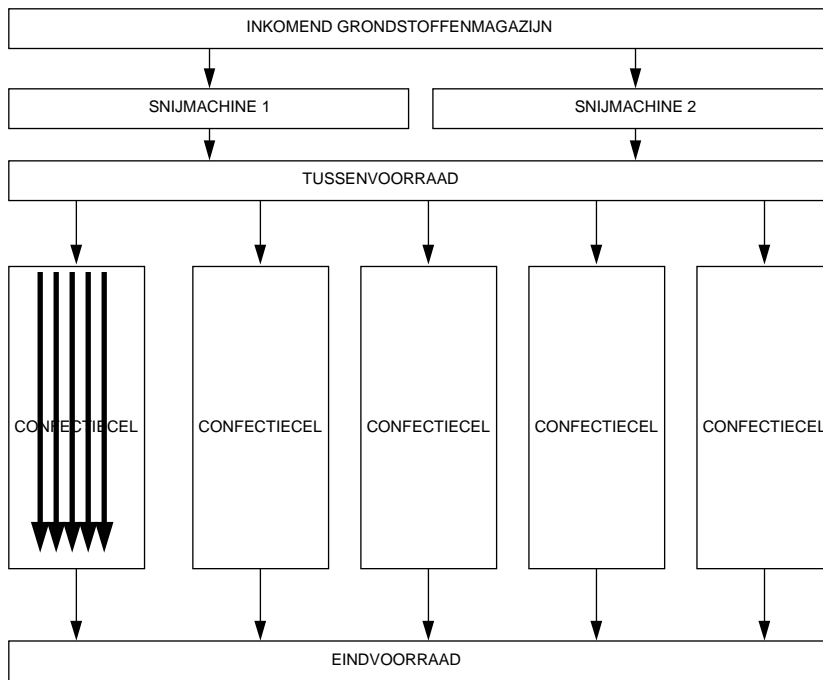 INKOMEND GRONDSTOFFENMAGAZIJN
SNIJMACHINE 1
SNIJMACHINE 2
TUSSENVOORRAAD
CONFECTIECEL
CONFECTIECEL
CONFECTIECEL
CONFECTIECEL
CONFECTIECEL
EINDVOORRAAD